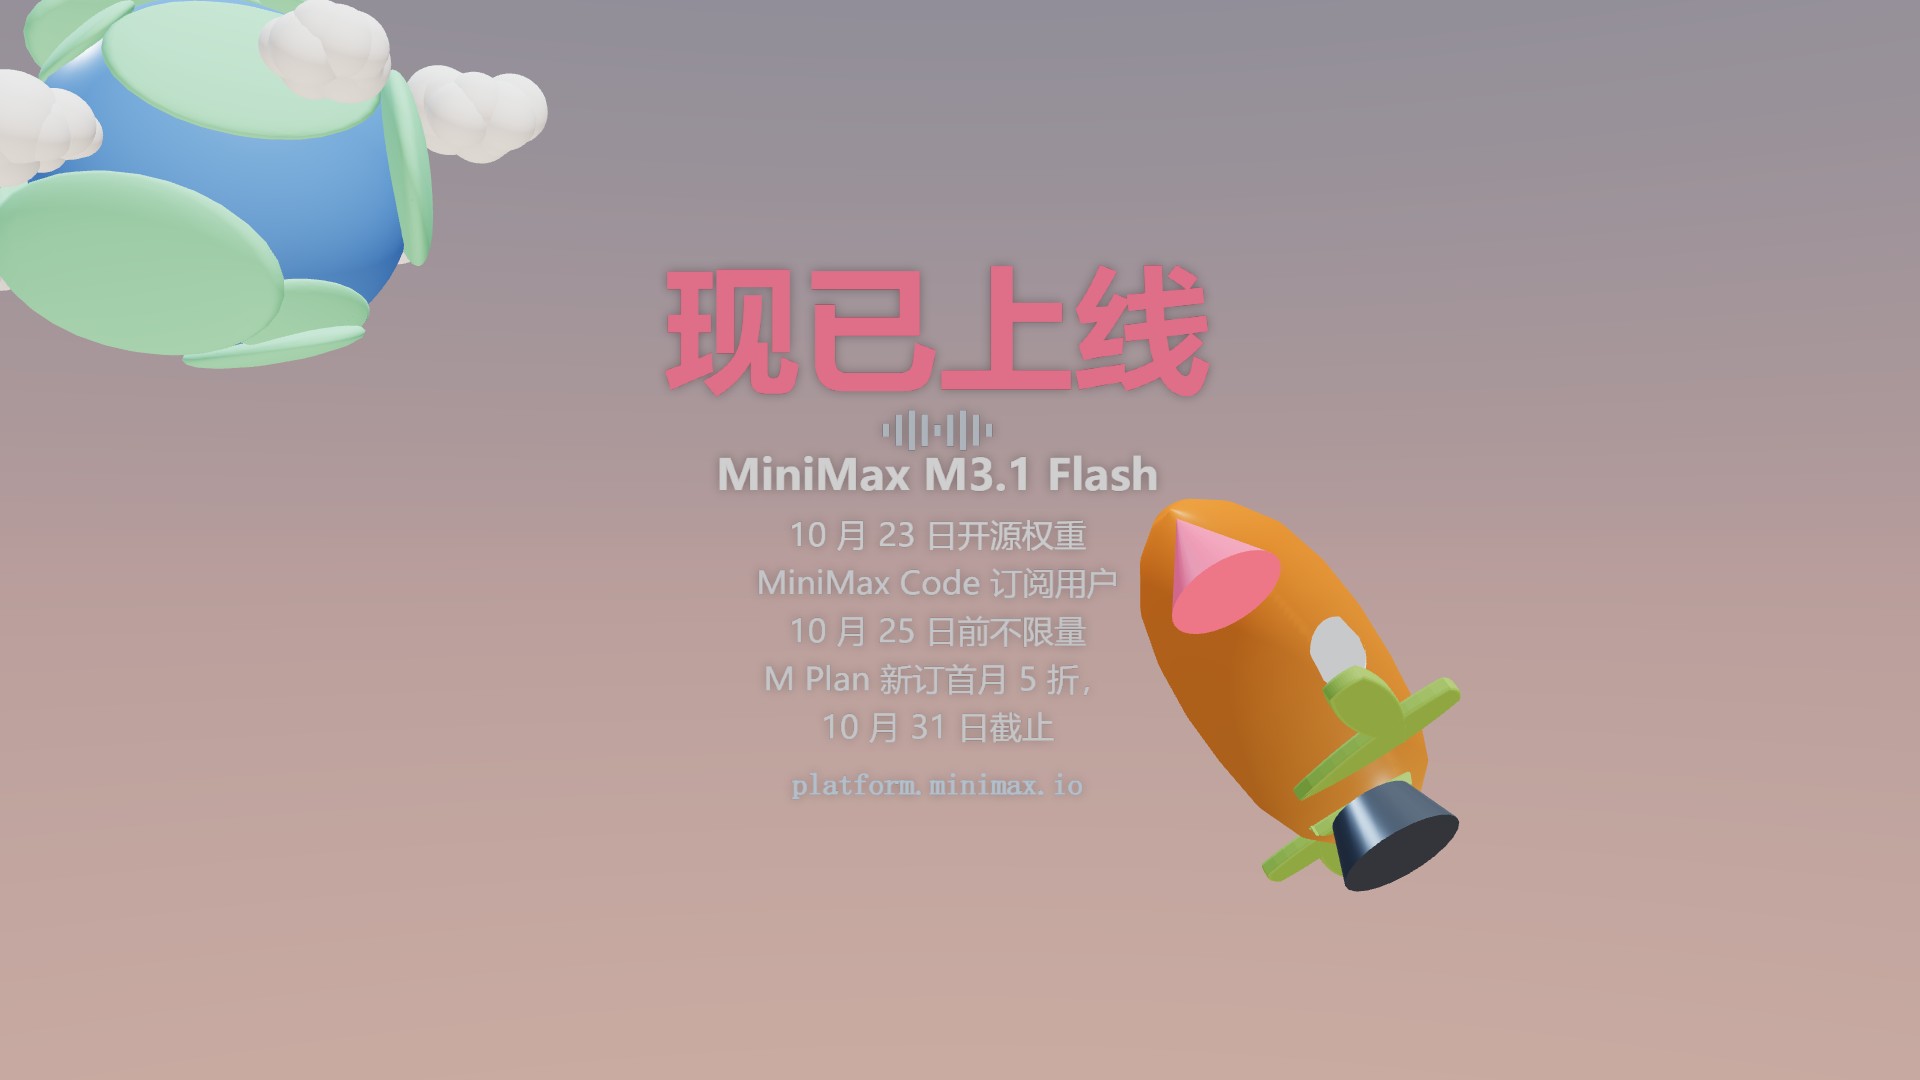 现已上线
MiniMax M3.1 Flash
10 月 23 日开源权重
MiniMax Code 订阅用户
10 月 25 日前不限量
M Plan 新订首月 5 折，
10 月 31 日截止
platform.minimax.io